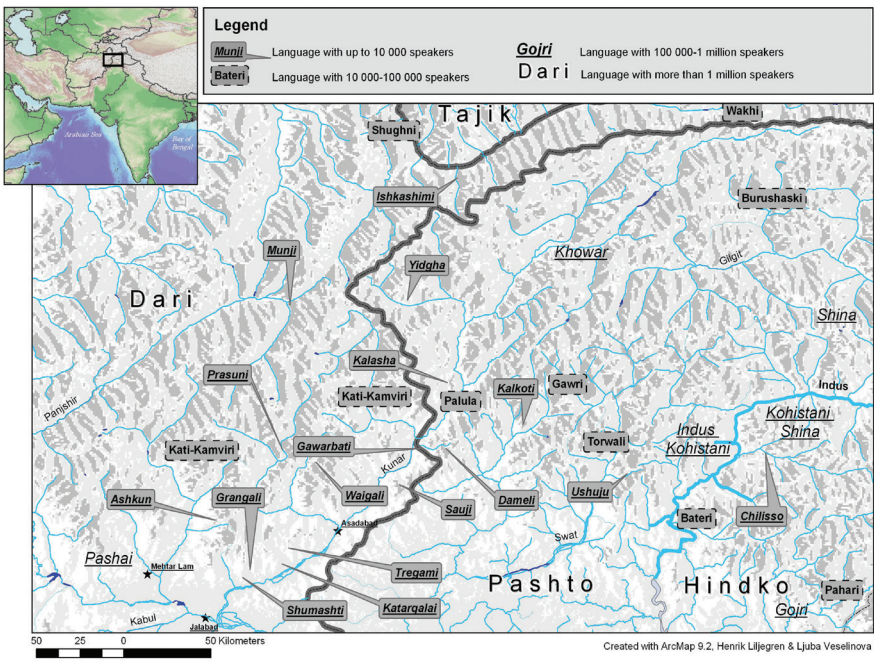 Legend
Munji
Language with up to 10 000 speakers
Gojri
Language with 100 000-1 million speakers
Bateri
Language with 10 000-100 000 speakers
Dari
Language with more than 1 million speakers
Arabian Sea
Bay of
Bengal
Tajik
Wakhi
Shughni
Ishkashimi
Burushaski
Munji
Yidgha
Khowar
Gilgit
Dari
Shina
Kalasha
Prasuni
Kalkoti
Gawri
Indus
Panjshir
Kati-Kamviri
Palula
Kohistani
Shina
Indus
Kohistani
Torwali
Kati-Kamviri
Gawarbati
Kunar
Ashkun
Grangali
Waigali
Sauji
Dameli
Ushuju
Bateri
Chilisso
Asadabad
Swat
Pashai
Mehtar Lam
Tregami
Pashto
Hindko
Pahari
Shumashti
Katarqalai
Gojri
Kabul
Jalabad
50 25 0 50 Kilometers
Created with ArcMap 9.2, Henrik Liljegren & Ljuba Veselinova